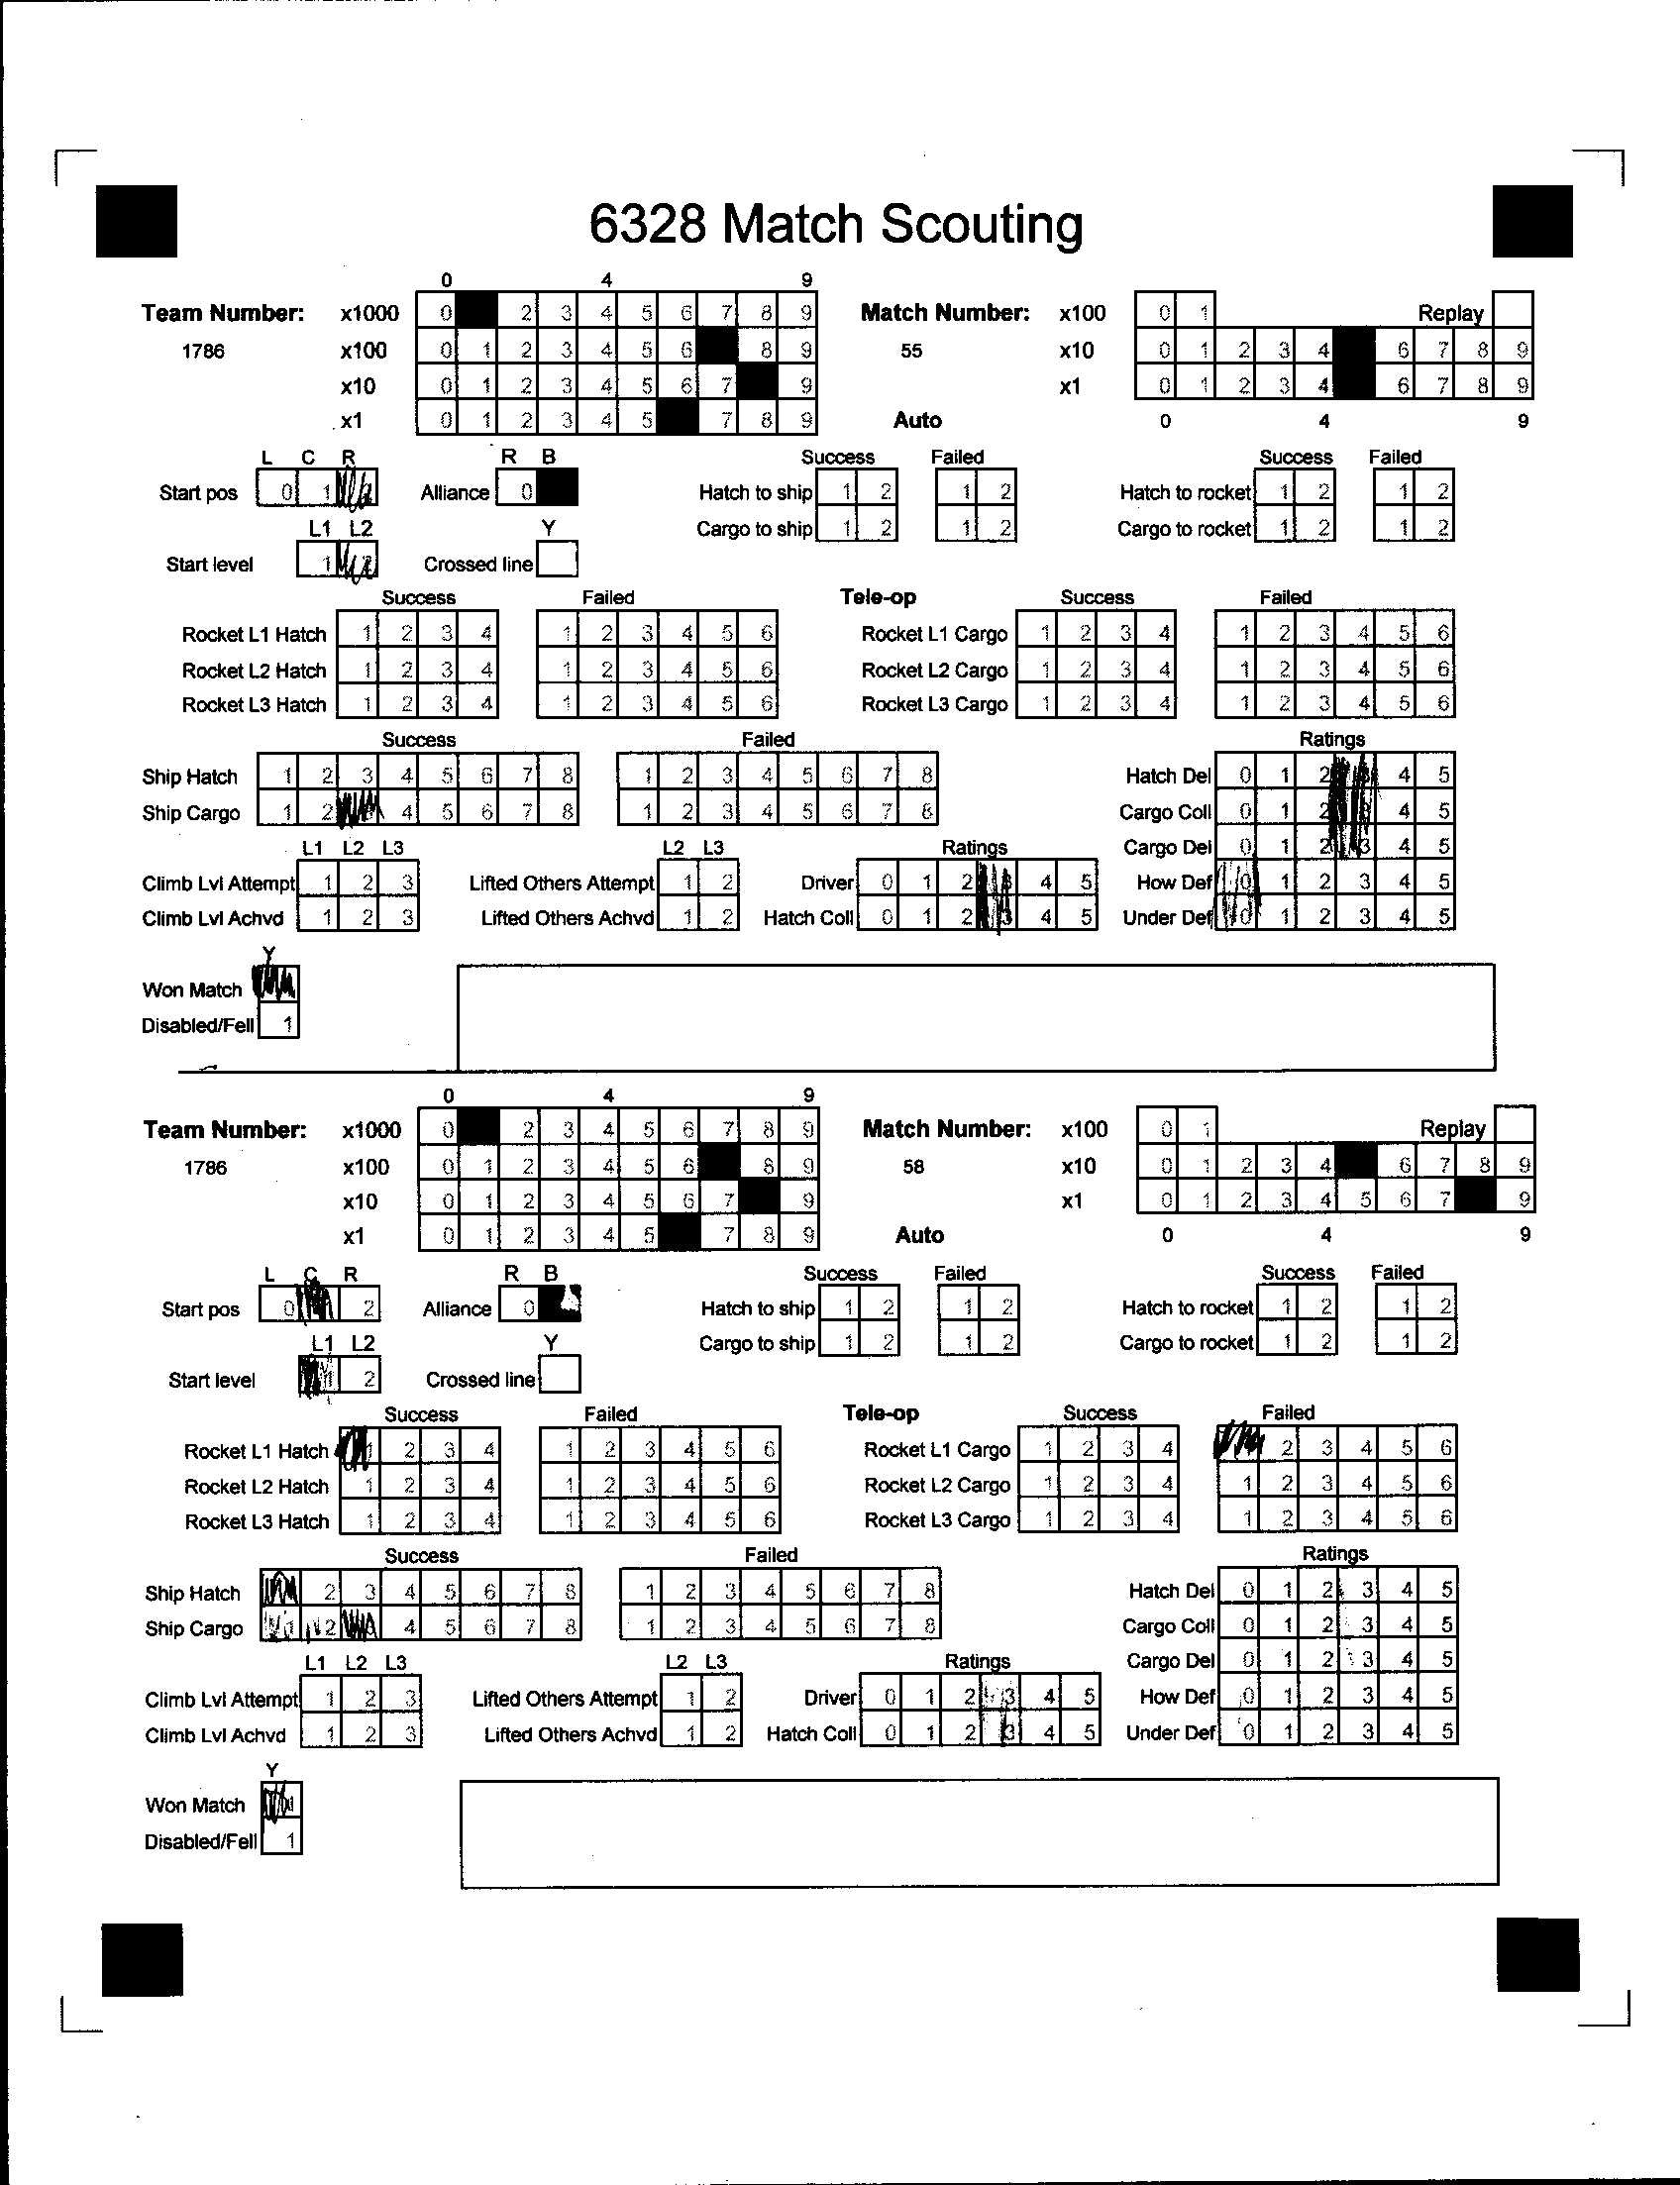 6328 Match Scouting
0 4 9
Team Number: x1000 0 2 3 4 5 6 7 8 9 Match Number: x100 0 1 Replay
1786 x100 0 1 2 3 4 5 6 8 9 55 x10 0 1 2 3 4 6 7 8 9
x10 0 1 2 3 4 5 6 7 9 x1 0 1 2 3 4 6 7 8 9
x1 0 1 2 3 4 5 7 8 9 Auto 0 4 9
L C R R B Success Failed Success Failed
Start pos 0 1 Alliance 0 Hatch to ship 1 2 1 2 Hatch to rocket 1 2 1 2
L1 L2 Y Cargo to ship 1 2 1 2 Cargo to rocket 1 2 1 2
Start level 1 2 Crossed line
Success Failed Tele-op Success Failed
Rocket L1 Hatch 1 2 3 4 1 2 3 4 5 6 Rocket L1 Cargo 1 2 3 4 1 2 3 4 5 6
Rocket L2 Hatch 1 2 3 4 1 2 3 4 5 6 Rocket L2 Cargo 1 2 3 4 1 2 3 4 5 6
Rocket L3 Hatch 1 2 3 4 1 2 3 4 5 6 Rocket L3 Cargo 1 2 3 4 1 2 3 4 5 6
Success Failed Ratings
Ship Hatch 1 2 3 4 5 6 7 8 1 2 3 4 5 6 7 8 Hatch Del 0 1 2 3 4 5
Ship Cargo 1 2 4 5 6 7 8 1 2 3 4 5 6 7 8 Cargo Coll 0 1 2 3 4 5
L1 L2 L3 L2 L3 Ratings Cargo Del 0 1 2 3 4 5
Climb Lvl Attempt 1 2 3 Lifted Others Attempt 1 2 Driver 0 1 2 3 4 5 How Def 0 1 2 3 4 5
Climb Lvl Achvd 1 2 3 Lifted Others Achvd 1 2 Hatch Coll 0 1 2 3 4 5 Under Def 0 1 2 3 4 5
Y
Won Match
Disabled/Fell 1
0 4 9
Team Number: x1000 0 2 3 4 5 6 7 8 9 Match Number: x100 0 1 Replay
1786 x100 0 1 2 3 4 5 6 8 9 58 x10 0 1 2 3 4 6 7 8 9
x10 0 1 2 3 4 5 6 7 9 x1 0 1 2 3 4 5 6 7 9
x1 0 1 2 3 4 5 7 8 9 Auto 0 4 9
L C R R B Success Failed Success Failed
Start pos 0 2 Alliance 0 Hatch to ship 1 2 1 2 Hatch to rocket 1 2 1 2
L1 L2 Y Cargo to ship 1 2 1 2 Cargo to rocket 1 2 1 2
Start level 1 2 Crossed line
Success Failed Tele-op Success Failed
Rocket L1 Hatch 1 2 3 4 1 2 3 4 5 6 Rocket L1 Cargo 1 2 3 4 2 3 4 5 6
Rocket L2 Hatch 1 2 3 4 1 2 3 4 5 6 Rocket L2 Cargo 1 2 3 4 1 2 3 4 5 6
Rocket L3 Hatch 1 2 3 4 1 2 3 4 5 6 Rocket L3 Cargo 1 2 3 4 1 2 3 4 5 6
Success Failed Ratings
Ship Hatch 2 3 4 5 6 7 8 1 2 3 4 5 6 7 8 Hatch Del 0 1 2 3 4 5
Ship Cargo 1 2 3 4 5 6 7 8 1 2 3 4 5 6 7 8 Cargo Coll 0 1 2 3 4 5
L1 L2 L3 L2 L3 Ratings Cargo Del 0 1 2 3 4 5
Climb Lvl Attempt 1 2 3 Lifted Others Attempt 1 2 Driver 0 1 2 3 4 5 How Def 0 1 2 3 4 5
Climb Lvl Achvd 1 2 3 Lifted Others Achvd 1 2 Hatch Coll 0 1 2 3 4 5 Under Def 0 1 2 3 4 5
Y
Won Match 1
Disabled/Fell 1